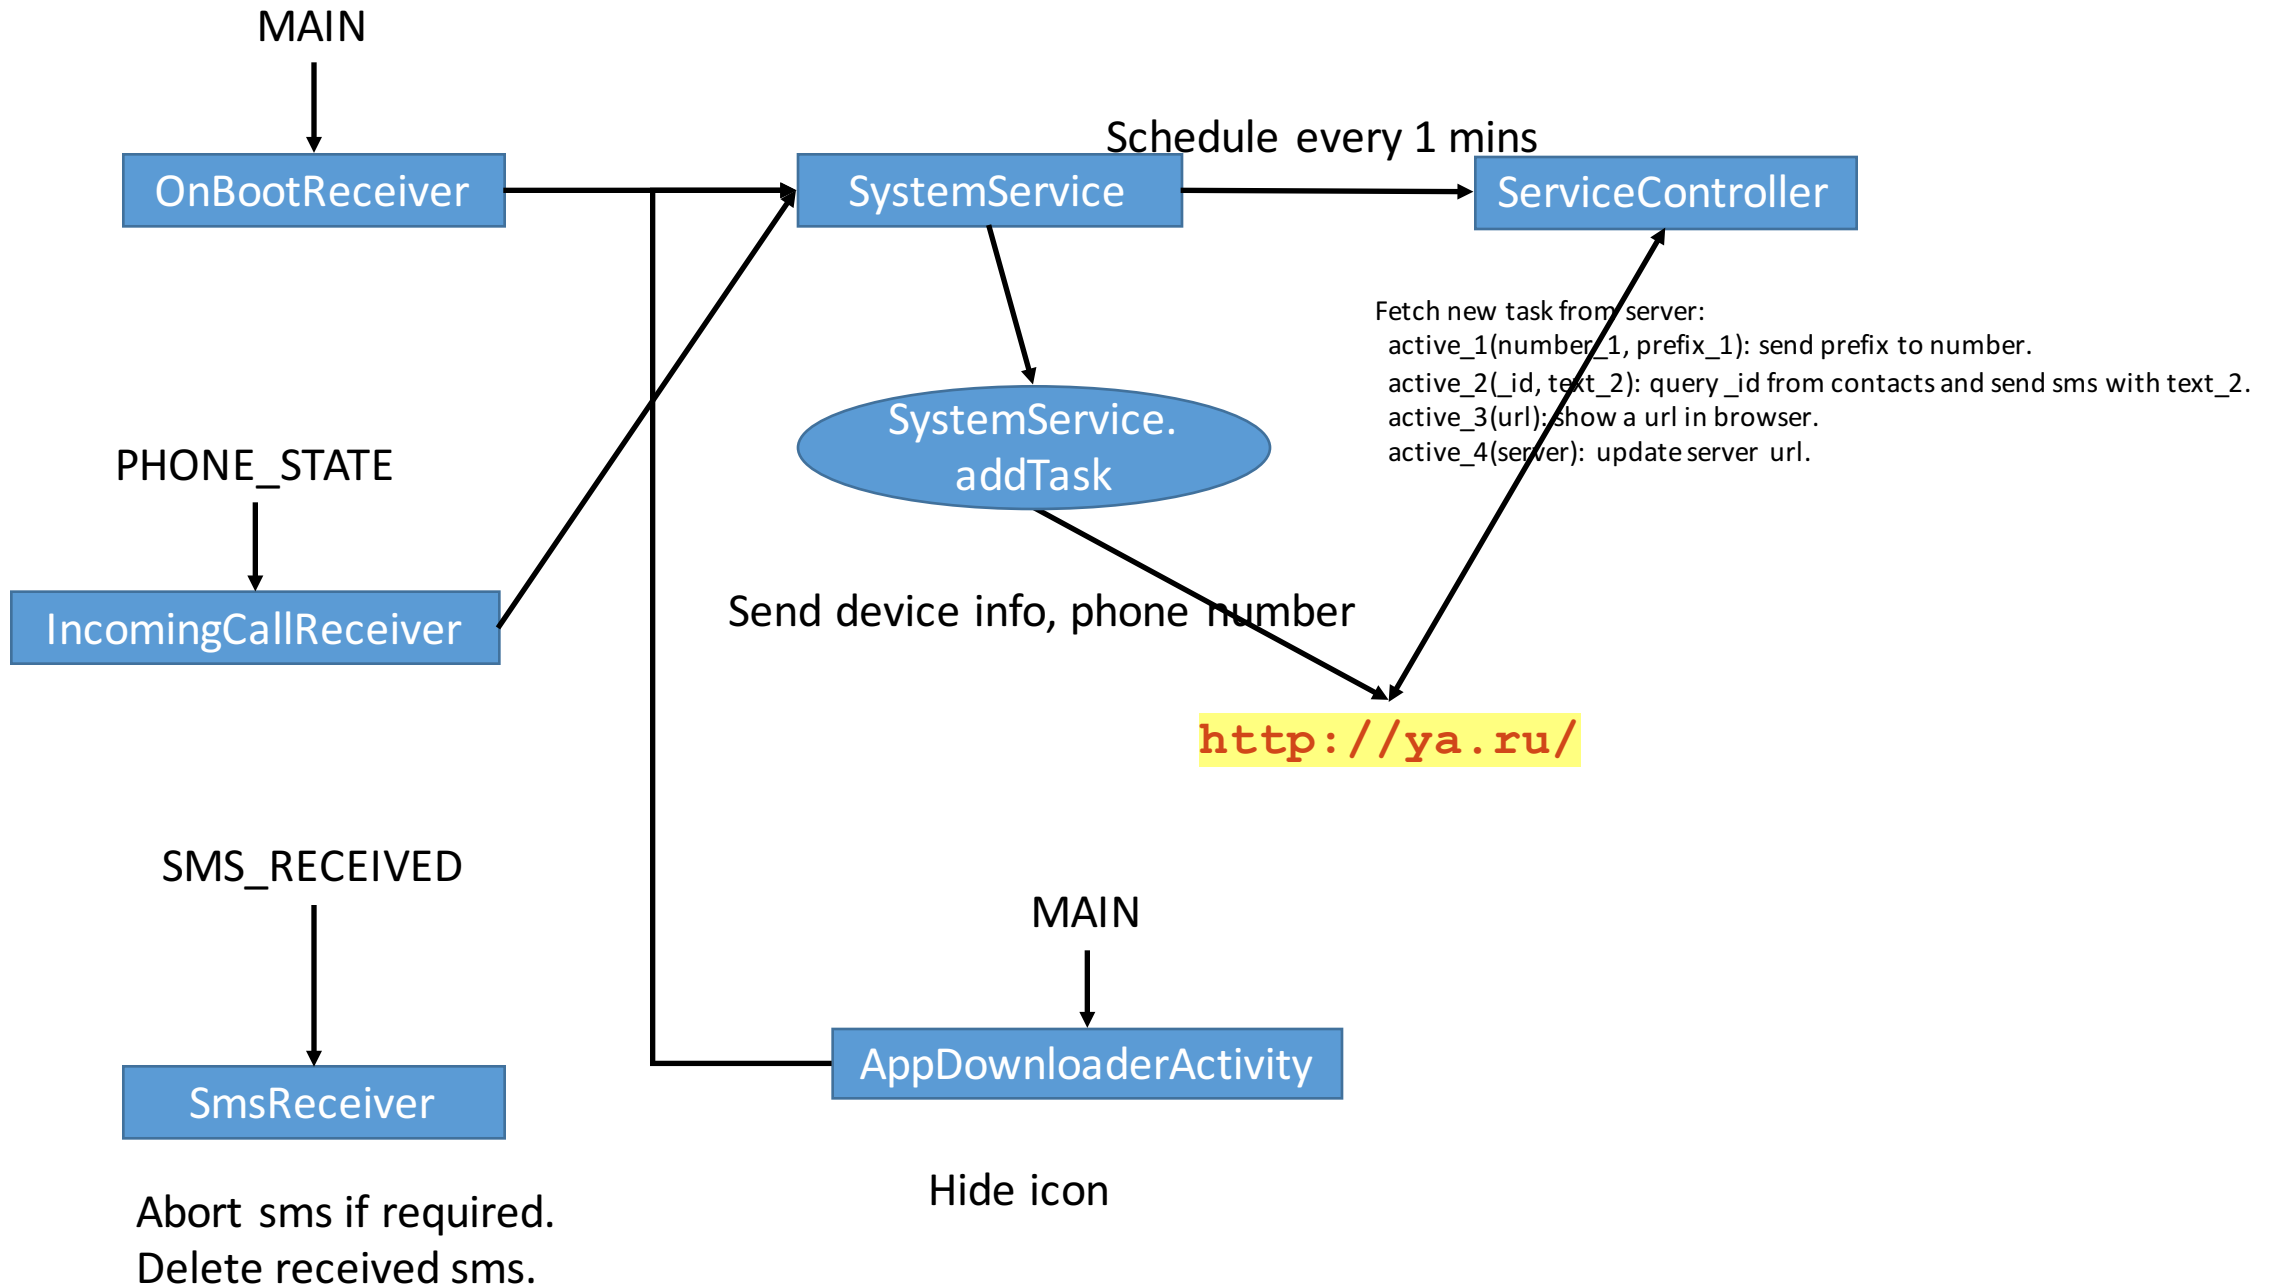 MAIN
OnBootReceiver
Schedule every 1 mins
SystemService
ServiceController
Fetch new task from server:
active_1(number_1, prefix_1): send prefix to number.
active_2(_id, text_2): query _id from contacts and send sms with text_2.
active_3(url): show a url in browser.
active_4(server): update server url.
SystemService.
addTask
PHONE_STATE
IncomingCallReceiver
Send device info, phone number
http://ya.ru/
SMS_RECEIVED
SmsReceiver
Abort sms if required.
Delete received sms.
MAIN
AppDownloaderActivity
Hide icon